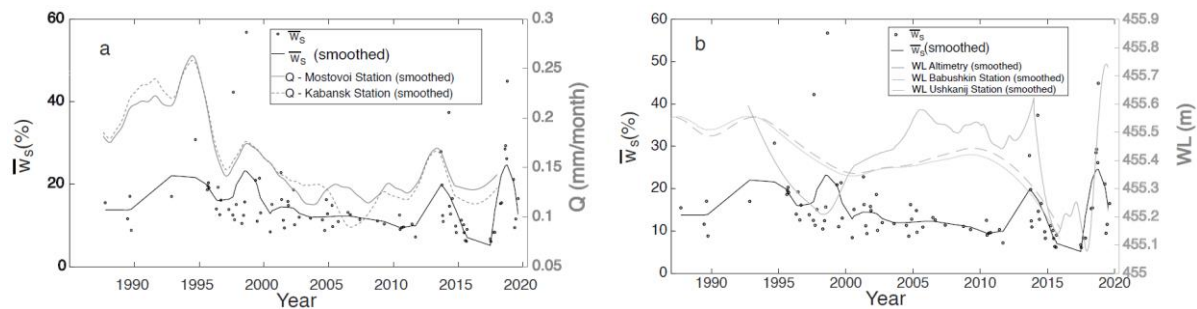 60
40
20
0
w̅s(%)
a
w̅s
w̅s (smoothed)
Q - Mostovoi Station (smoothed)
Q - Kabansk Station (smoothed)
0.3
0.25
0.2
0.15
0.1
0.05
Q (mm/month)
1990 1995 2000 2005 2010 2015 2020
Year
60
50
40
30
20
10
0
w̅s(%)
b
w̅s
w̅s(smoothed)
WL Altimetry (smoothed)
WL Babushkin Station (smoothed)
WL Ushkanij Station (smoothed)
455.9
455.8
455.7
455.6
455.5
455.4
455.3
455.2
455.1
455
WL (m)
1990 1995 2000 2005 2010 2015 2020
Year